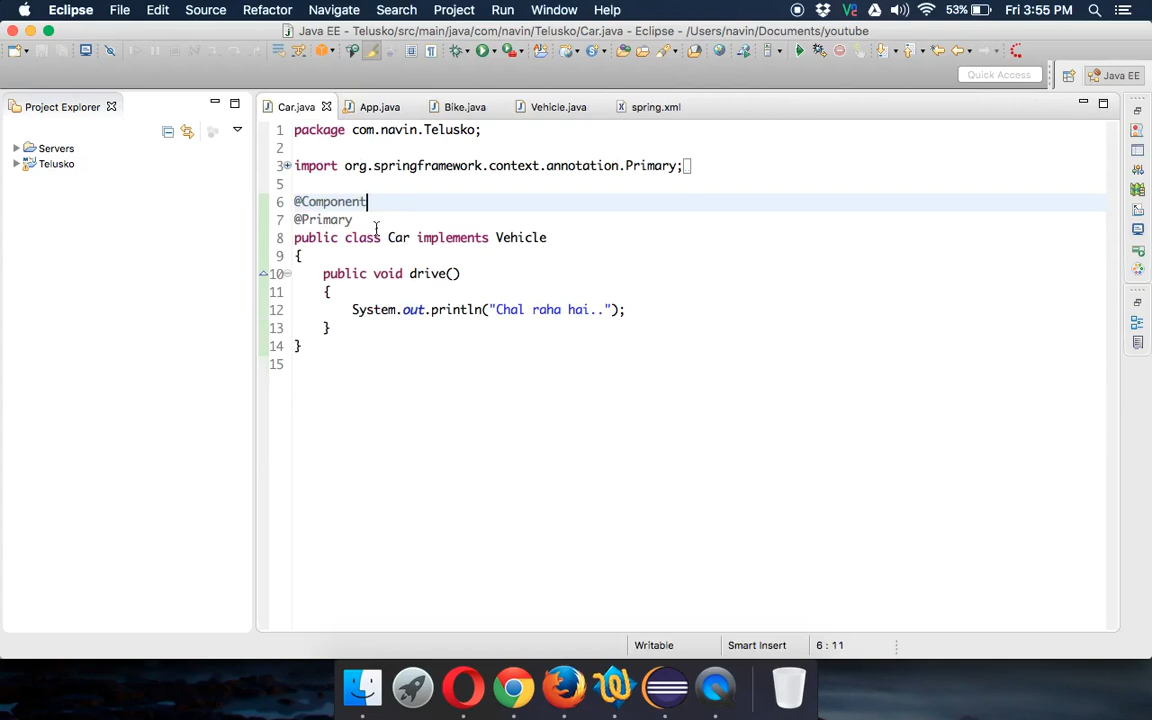 Eclipse File Edit Source Refactor Navigate Search Project Run Window Help 53% Fri 3:55 PM
Java EE - Telusko/src/main/java/com/navin/Telusko/Car.java - Eclipse - /Users/navin/Documents/youtube
Quick Access Java EE
Project Explorer
Car.java App.java Bike.java Vehicle.java spring.xml
Servers
Telusko
1 package com.navin.Telusko;
2
3 import org.springframework.context.annotation.Primary;
5
6 @Component
7 @Primary
8 public class Car implements Vehicle
9 {
10 public void drive()
11 {
12 System.out.println("Chal raha hai..");
13 }
14 }
15
Writable Smart Insert 6 : 11